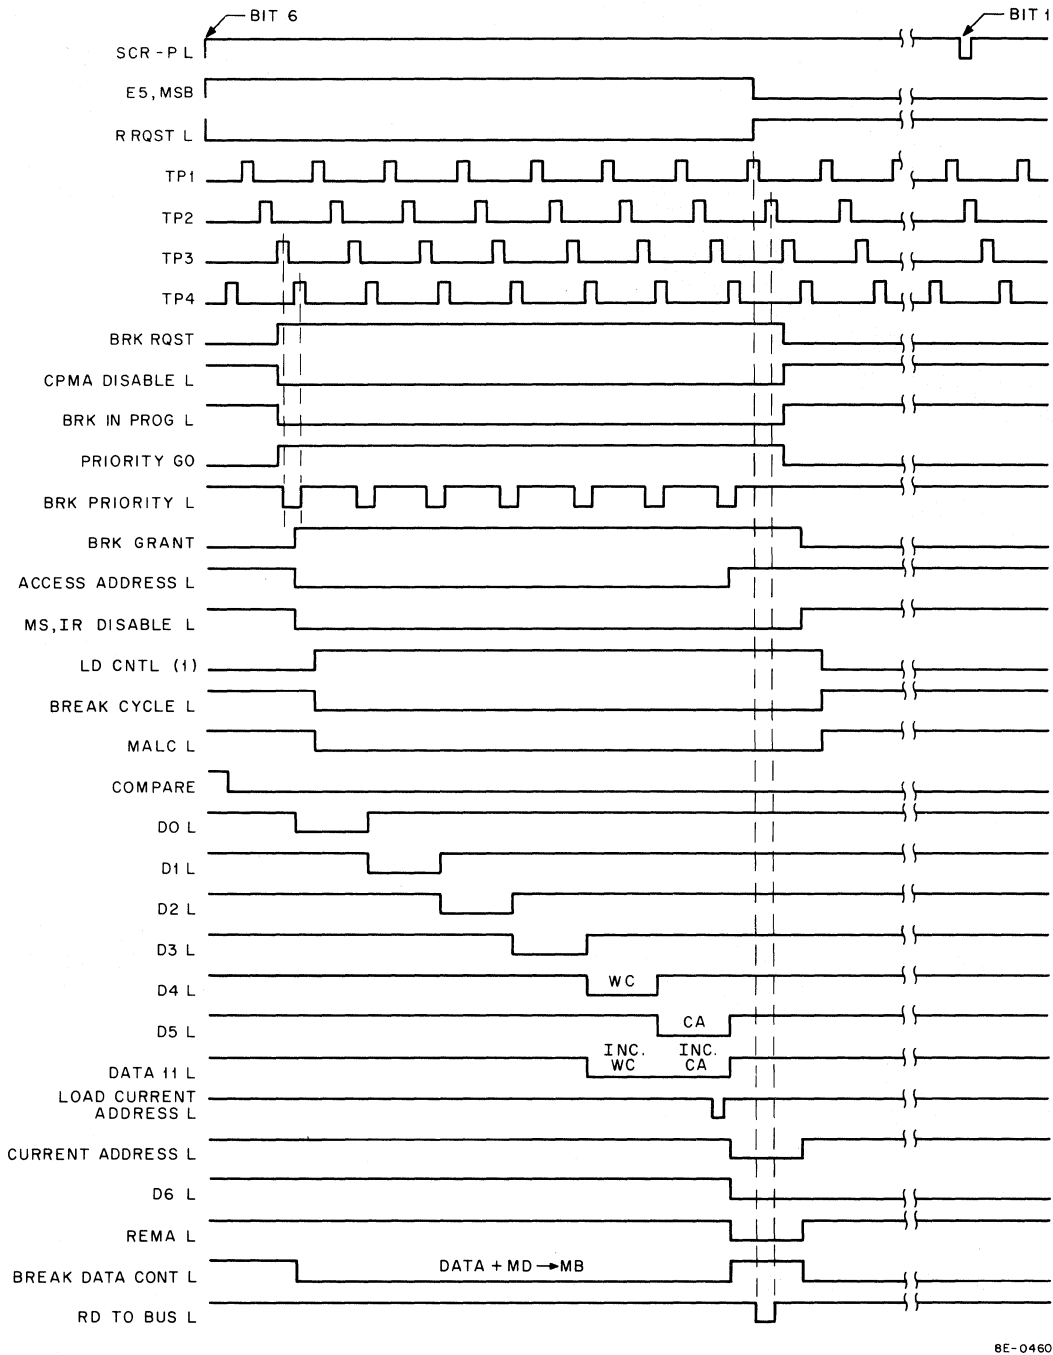 BIT 6
BIT 1
SCR-P L
E5,MSB
R RQST L
TP1
TP2
TP3
TP4
BRK RQST
CPMA DISABLE L
BRK IN PROG L
PRIORITY GO
BRK PRIORITY L
BRK GRANT
ACCESS ADDRESS L
MS,IR DISABLE L
LD CNTL (1)
BREAK CYCLE L
MALC L
COMPARE
D0 L
D1 L
D2 L
D3 L
D4 L
WC
D5 L
CA
INC. INC.
WC CA
DATA 11 L
LOAD CURRENT
ADDRESS L
CURRENT ADDRESS L
D6 L
REMA L
BREAK DATA CONT L
DATA + MD → MB
RD TO BUS L
8E-0460